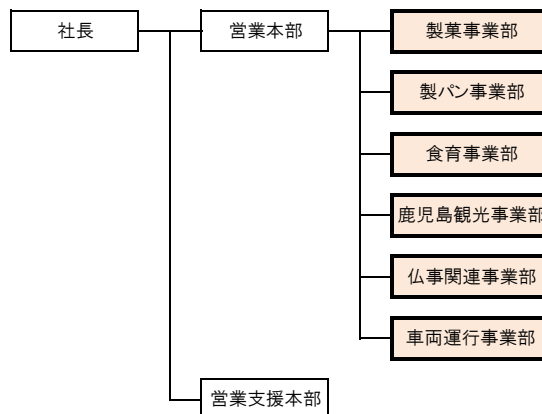 社長
営業本部
製菓事業部
製パン事業部
食育事業部
鹿児島観光事業部
仏事関連事業部
車両運行事業部
営業支援本部